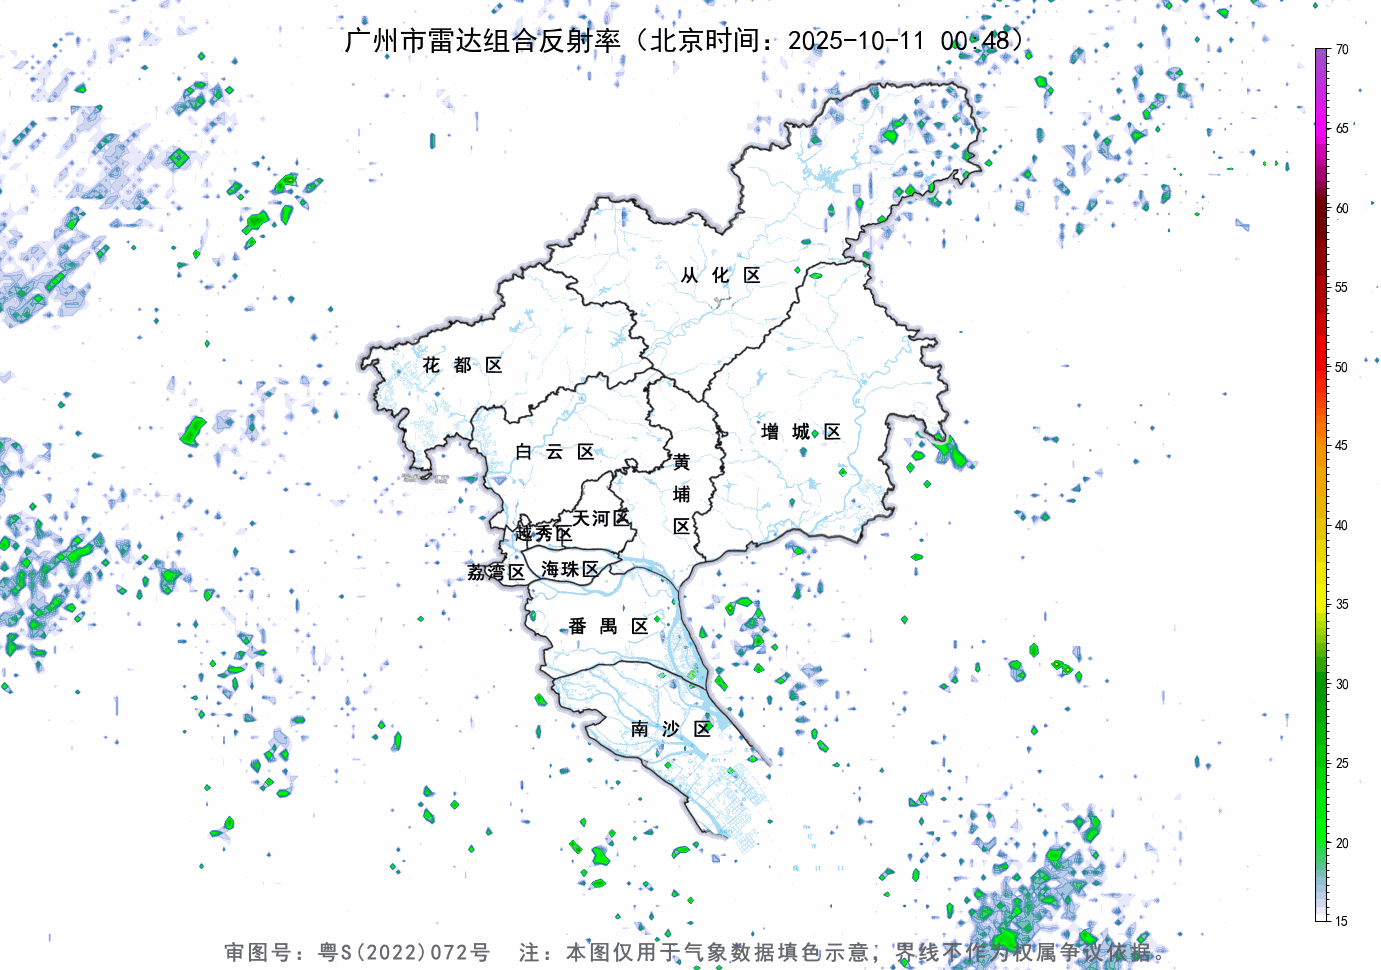 广州市雷达组合反射率（北京时间：2025-10-11 00:48）
70
65
60
55
50
45
40
35
30
25
20
15
从化区
花都区
增城区
白云区
黄埔区
天河区
越秀区
海珠区
荔湾区
番禺区
南沙区
审图号：粤S(2022)072号 注：本图仅用于气象数据填色示意，界线不作为权属争议依据。